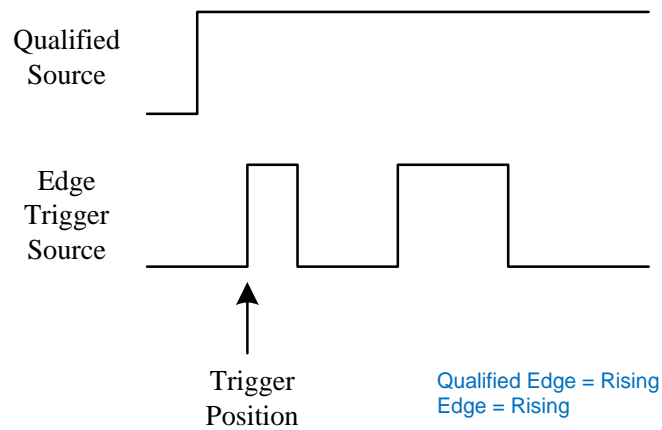 Qualified
Source
Edge
Trigger
Source
Trigger
Position
Qualified Edge = Rising
Edge = Rising